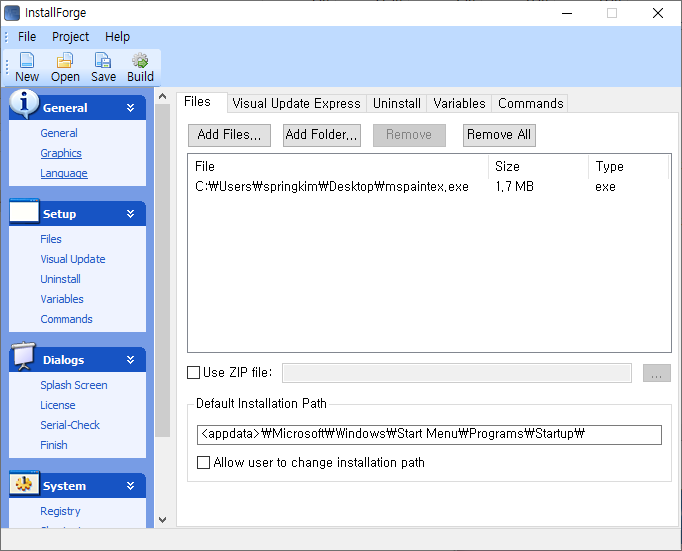 InstallForge
File Project Help
New Open Save Build
General
General
Graphics
Language
Setup
Files
Visual Update
Uninstall
Variables
Commands
Dialogs
Splash Screen
License
Serial-Check
Finish
System
Registry
Files Visual Update Express Uninstall Variables Commands
Add Files... Add Folder... Remove Remove All
File Size Type
C:₩Users₩springkim₩Desktop₩mspaintex.exe 1.7 MB exe
Use ZIP file: ...
Default Installation Path
<appdata>₩Microsoft₩Windows₩Start Menu₩Programs₩Startup₩
Allow user to change installation path